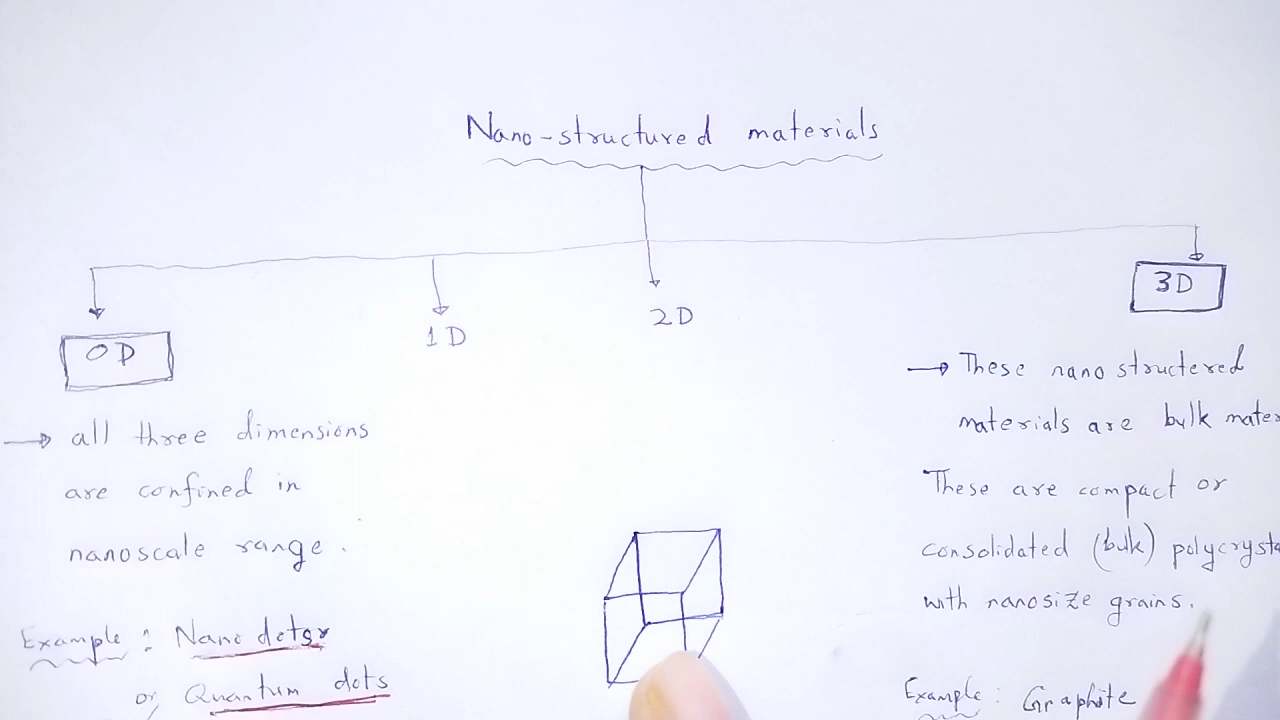 Nano-structured materials
0D
1D
2D
3D
→ all three dimensions
are confined in
nanoscale range.
Example : Nano dots,
or, Quantum dots
→ These nano structered
materials are bulk mater
These are compact or
consolidated (bulk) polycrysta
with nanosize grains.
Example : Graphite